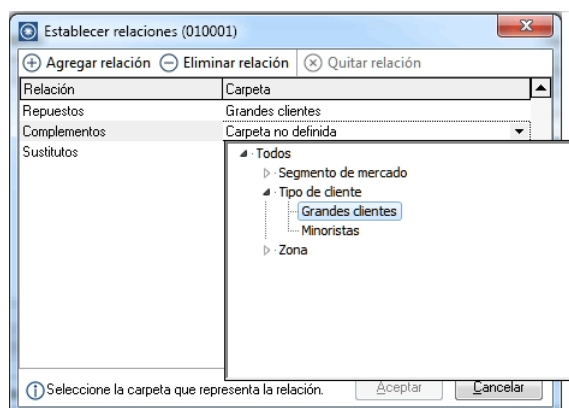 Establecer relaciones (010001)
Agregar relación Eliminar relación Quitar relación
Relación Carpeta
Repuestos Grandes clientes
Complementos Carpeta no definida
Sustitutos
Todos
Segmento de mercado
Tipo de cliente
Grandes clientes
Minoristas
Zona
Seleccione la carpeta que representa la relación. Aceptar Cancelar